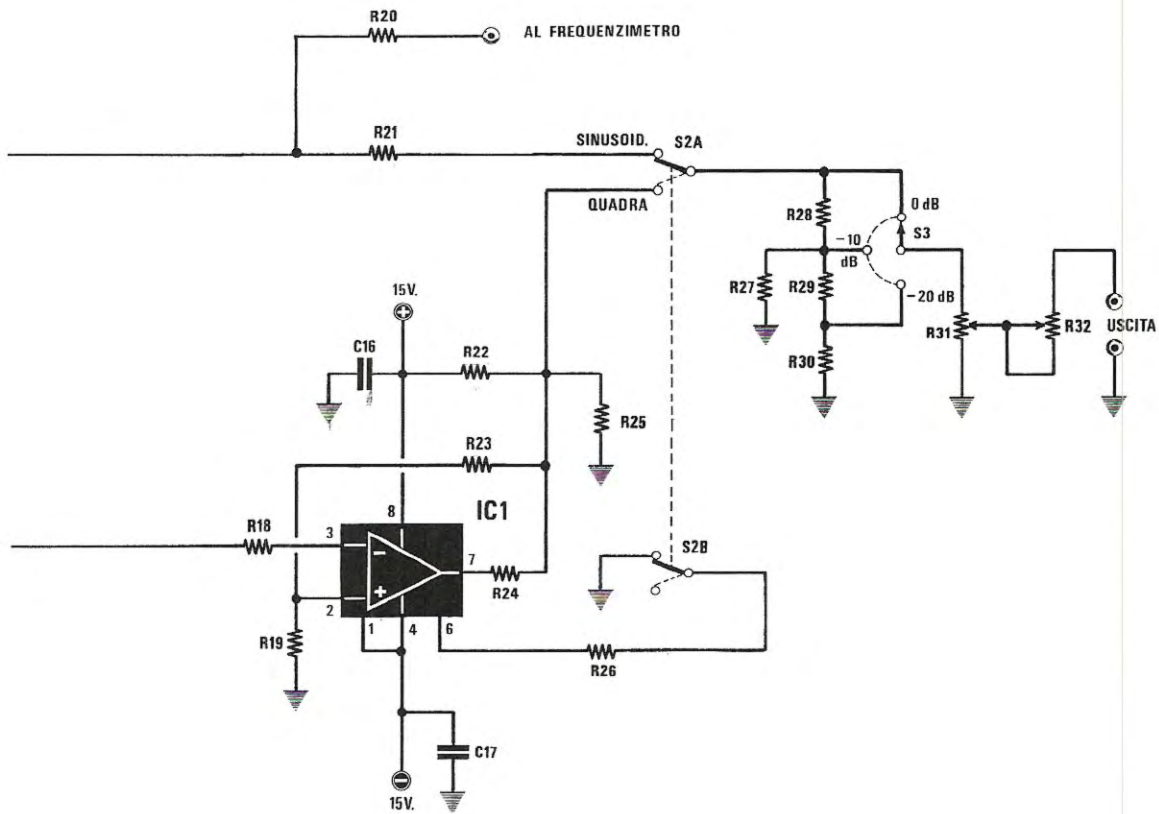 R20
AL FREQUENZIMETRO
R21
SINUSOID.
S2A
QUADRA
R28
0 dB
S3
-10
dB
R27
R29
-20 dB
R31
R32
USCITA
R30
15V.
+
C16
R22
R25
R23
IC1
8
R18
3
-
7
R24
S2B
+
2
1
4
6
R19
R26
C17
-
15V.